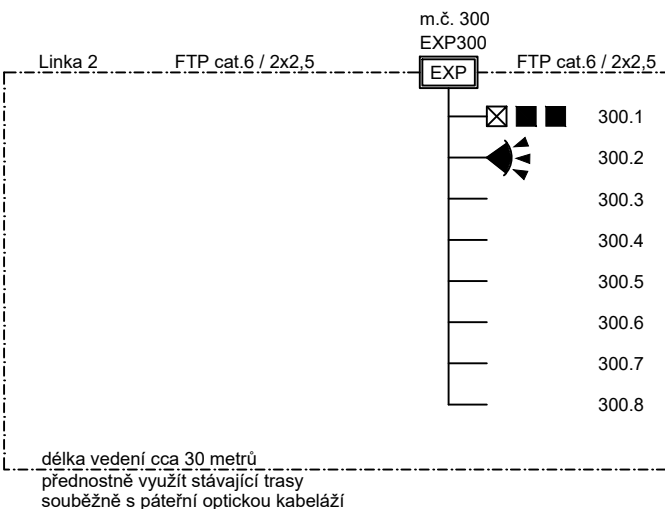 m.č. 300
EXP300
Linka 2
FTP cat.6 / 2x2,5
EXP
FTP cat.6 / 2x2,5
300.1
300.2
300.3
300.4
300.5
300.6
300.7
300.8
délka vedení cca 30 metrů
přednostně využít stávající trasy
souběžně s páteřní optickou kabeláží